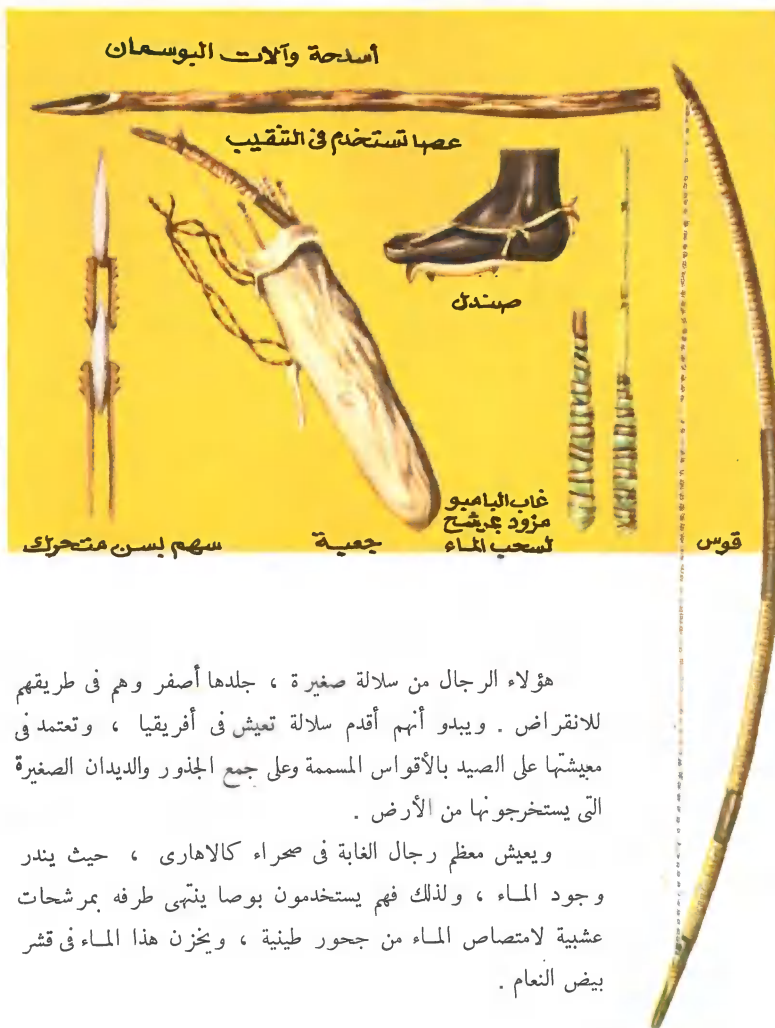 أسلحة وآلات البوسمان
عصا تستخدم فى التنقيب
صندل
غاب البامبو
مزود بمرشح
لسحب الماء
قوس
جعبة
سهم بسن متحرك
هؤلاء الرجال من سلالة صغيرة ، جلدها أصفر وهم فى طريقهم
للانقراض . ويبدو أنهم أقدم سلالة تعيش فى أفريقيا ، وتعتمد فى
معيشتها على الصيد بالأقواس المسممة وعلى جمع الجذور والديدان الصغيرة
التى يستخرجونها من الأرض .
ويعيش معظم رجال الغابة فى صحراء كالاهارى ، حيث يندر
وجود المـاء ، ولذلك فهم يستخدمون بوصا ينتهى طرفه بمرشحات
عشبية لامتصاص المـاء من جحور طينية ، ويخزن هذا المـاء فى قشر
بيض النعام .